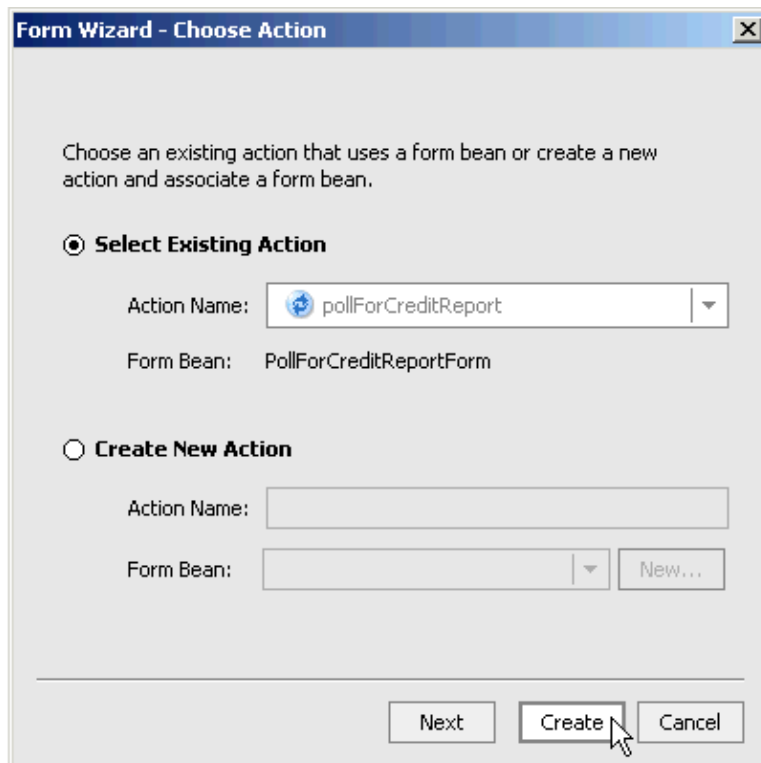 Form Wizard - Choose Action
Choose an existing action that uses a form bean or create a new
action and associate a form bean.
Select Existing Action
Action Name: pollForCreditReport
Form Bean: PollForCreditReportForm
Create New Action
Action Name:
Form Bean: New...
Next Create Cancel